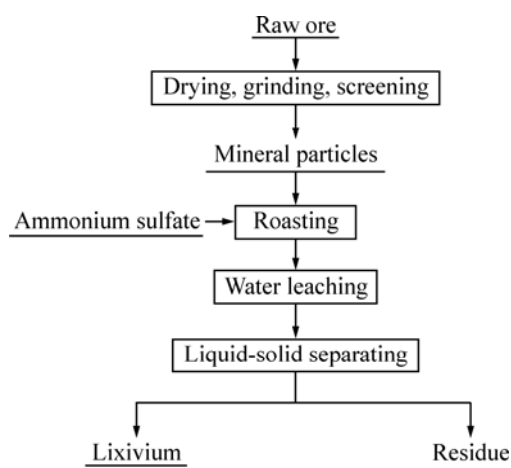 Raw ore
Drying, grinding, screening
Mineral particles
Ammonium sulfate
Roasting
Water leaching
Liquid-solid separating
Lixivium
Residue